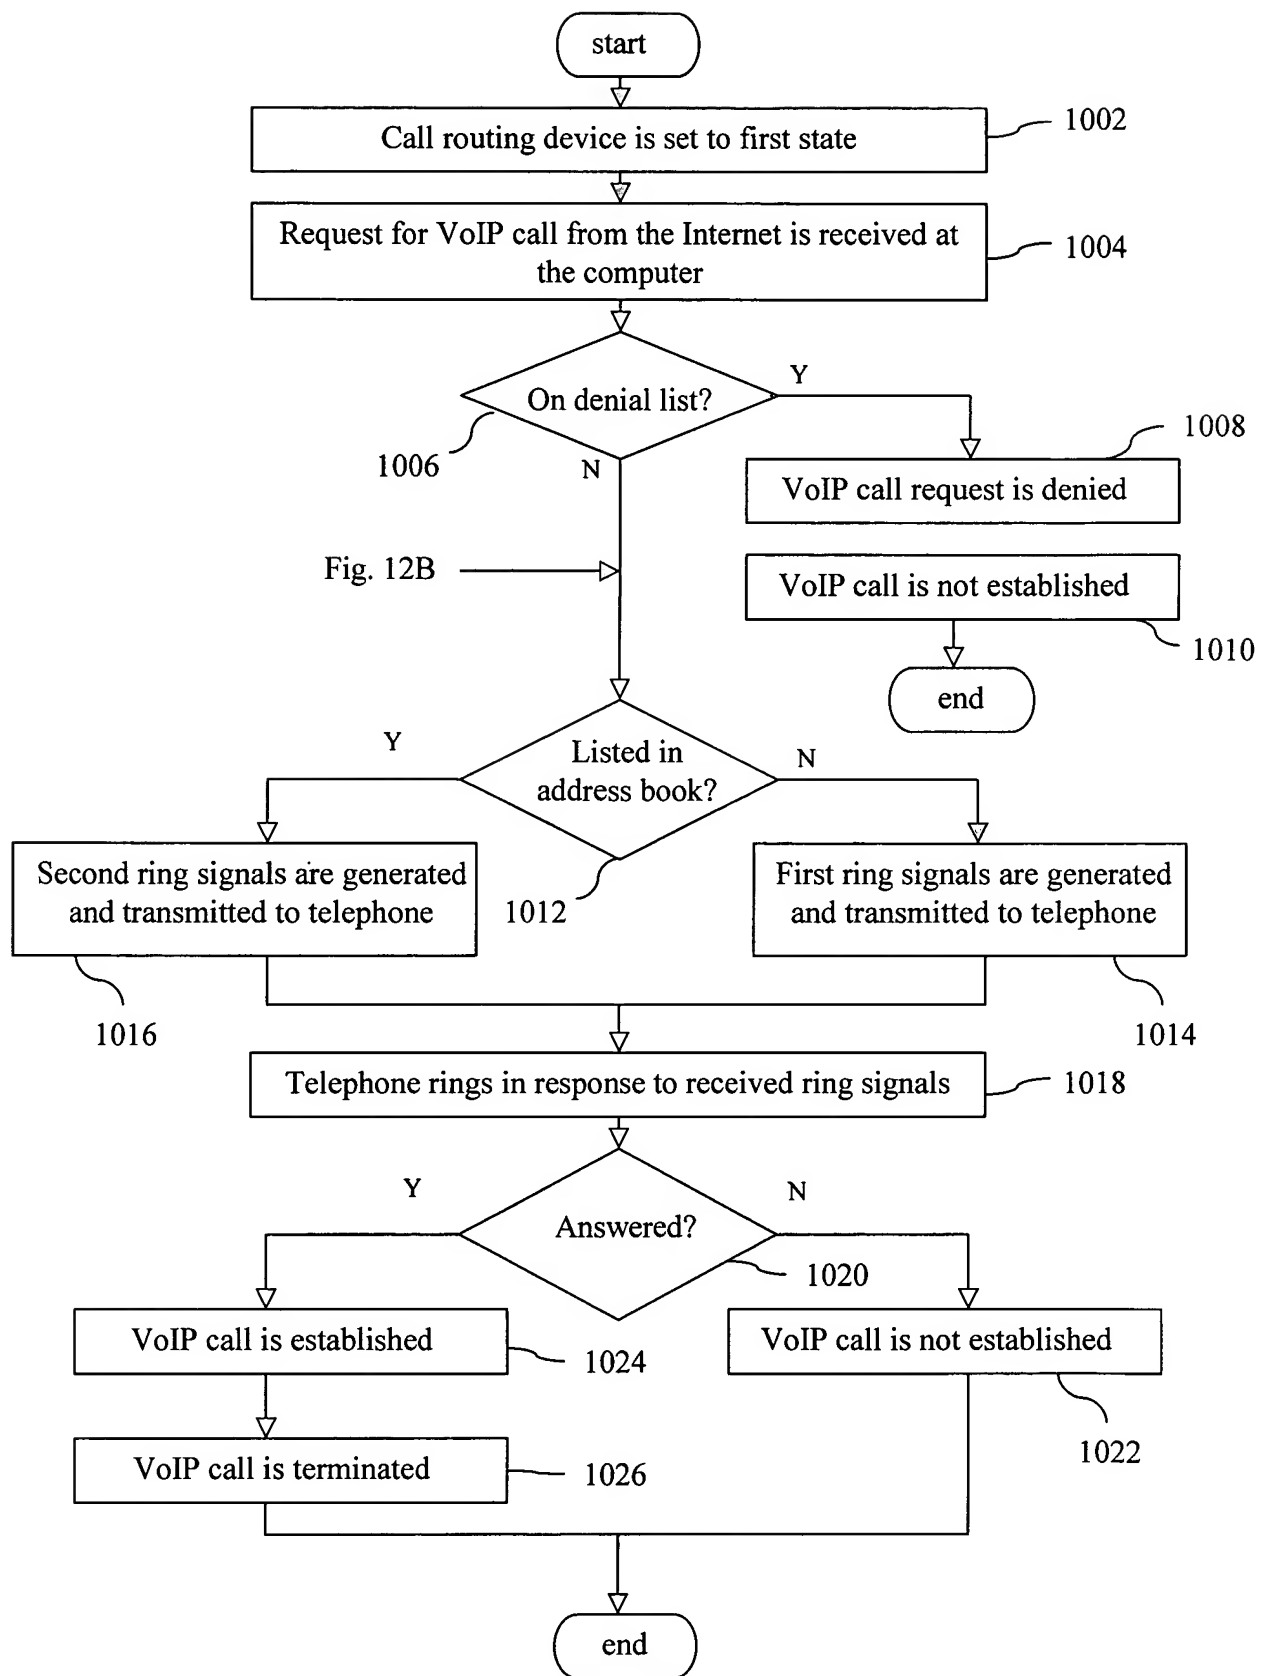 start
Call routing device is set to first state
1002
Request for VoIP call from the Internet is received at
the computer
1004
On denial list?
Y
1006
N
1008
VoIP call request is denied
Fig. 12B
VoIP call is not established
1010
end
Y
Listed in
address book?
N
1012
Second ring signals are generated
and transmitted to telephone
1016
First ring signals are generated
and transmitted to telephone
1014
Telephone rings in response to received ring signals
1018
Y
Answered?
N
1020
VoIP call is established
1024
VoIP call is not established
1022
VoIP call is terminated
1026
end